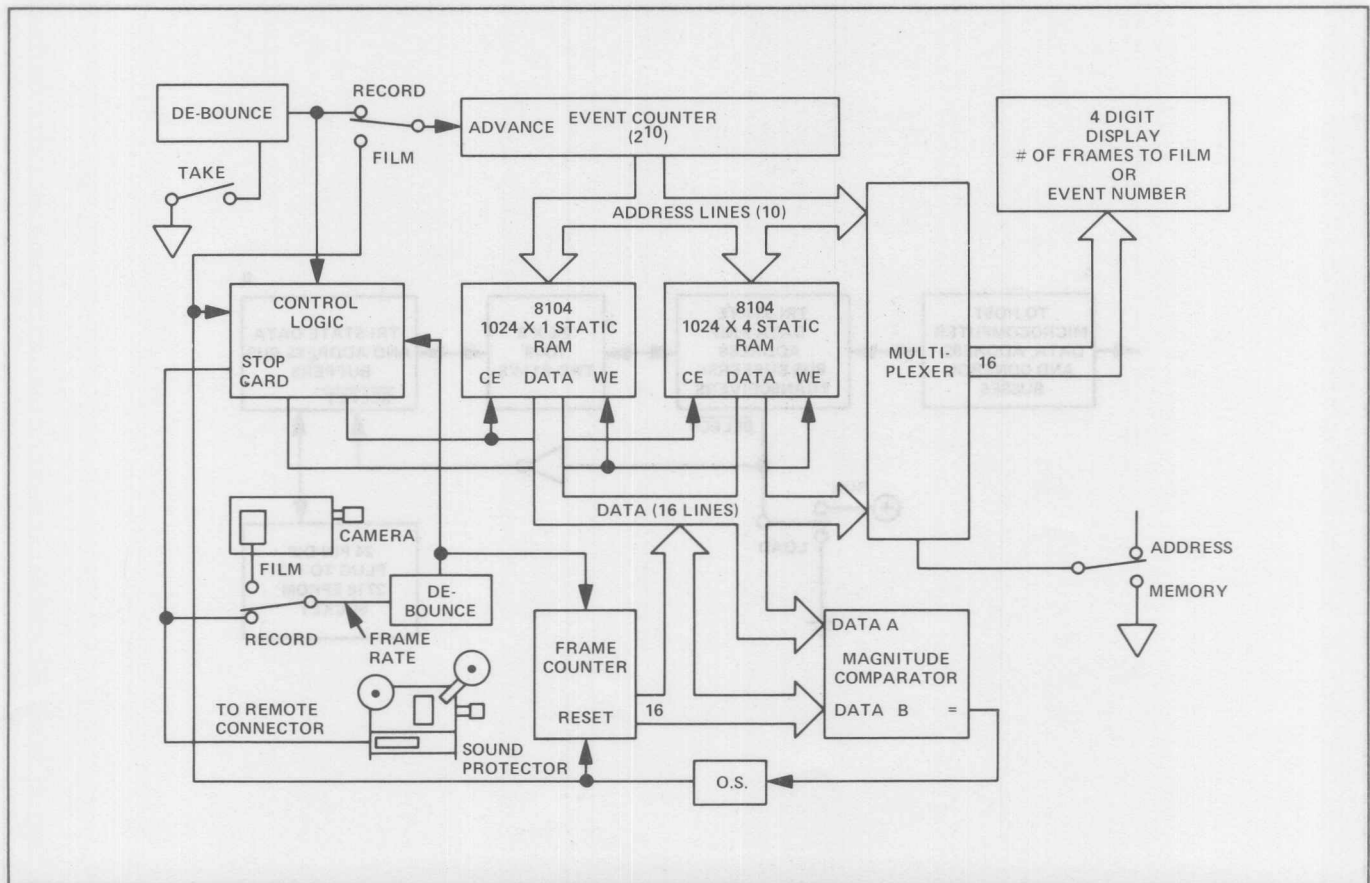 DE-BOUNCE
RECORD
FILM
TAKE
ADVANCE
EVENT COUNTER
(2¹⁰)
4 DIGIT
DISPLAY
# OF FRAMES TO FILM
OR
EVENT NUMBER
ADDRESS LINES (10)
CONTROL
LOGIC
STOP
CARD
8104
1024 X 1 STATIC
RAM
CE DATA WE
8104
1024 X 4 STATIC
RAM
CE DATA WE
MULTI-
PLEXER
16
DATA (16 LINES)
CAMERA
FILM
RECORD
FRAME
RATE
DE-
BOUNCE
ADDRESS
MEMORY
FRAME
COUNTER
RESET
16
DATA A
MAGNITUDE
COMPARATOR
DATA B =
TO REMOTE
CONNECTOR
SOUND
PROTECTOR
O.S.